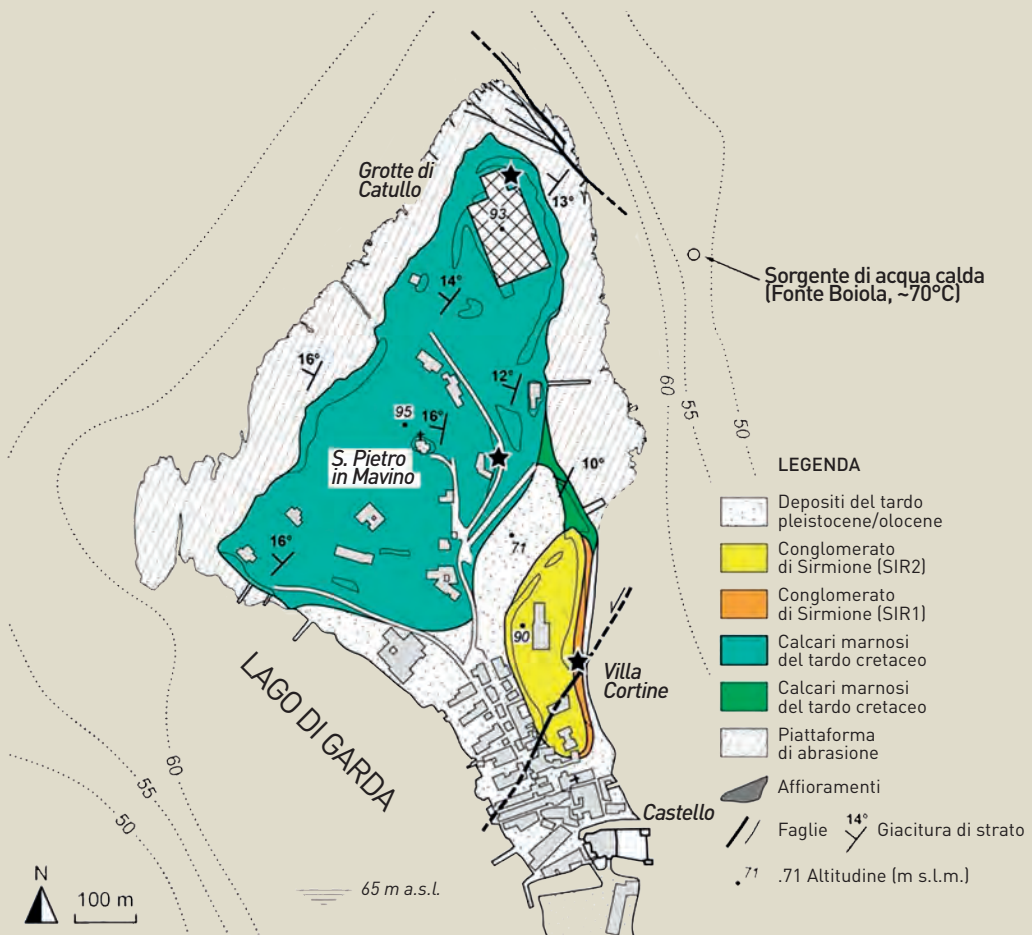 Grotte di
Catullo
93
13°
14°
Sorgente di acqua calda
(Fonte Boiola, ~70°C)
16°
12°
60
55
50
95
16°
S. Pietro
in Mavino
10°
71
16°
90
Villa
Cortine
LAGO DI GARDA
60
55
50
Castello
65 m a.s.l.
N
100 m
LEGENDA
Depositi del tardo
pleistocene/olocene
Conglomerato
di Sirmione (SIR2)
Conglomerato
di Sirmione (SIR1)
Calcari marnosi
del tardo cretaceo
Calcari marnosi
del tardo cretaceo
Piattaforma
di abrasione
Affioramenti
Faglie
14°
Giacitura di strato
71
.71 Altitudine (m s.l.m.)